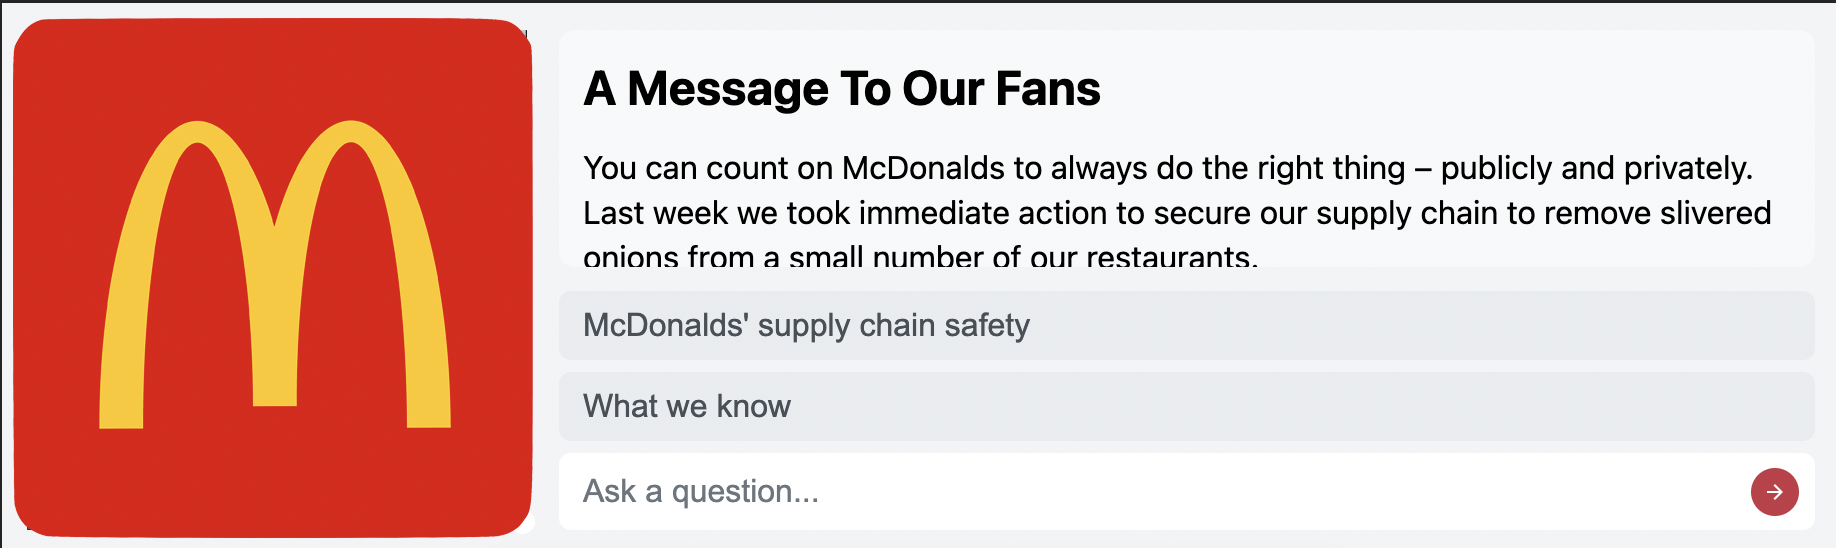 A Message To Our Fans
You can count on McDonalds to always do the right thing – publicly and privately.
Last week we took immediate action to secure our supply chain to remove slivered
onions from a small number of our restaurants.
McDonalds' supply chain safety
What we know
Ask a question...